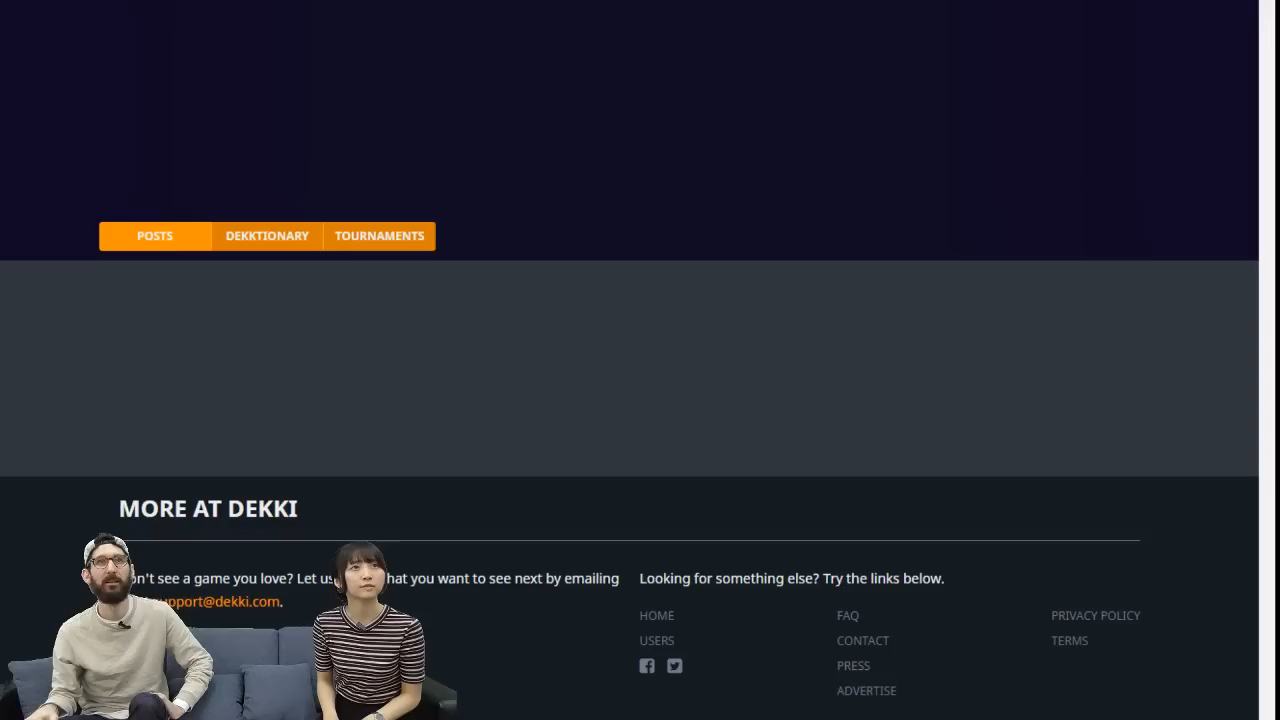 POSTS
DEKKTIONARY
TOURNAMENTS
MORE AT DEKKI
n't see a game you love? Let us hat you want to see next by emailing
upport@dekki.com.
Looking for something else? Try the links below.
HOME
FAQ
PRIVACY POLICY
USERS
CONTACT
TERMS
PRESS
ADVERTISE